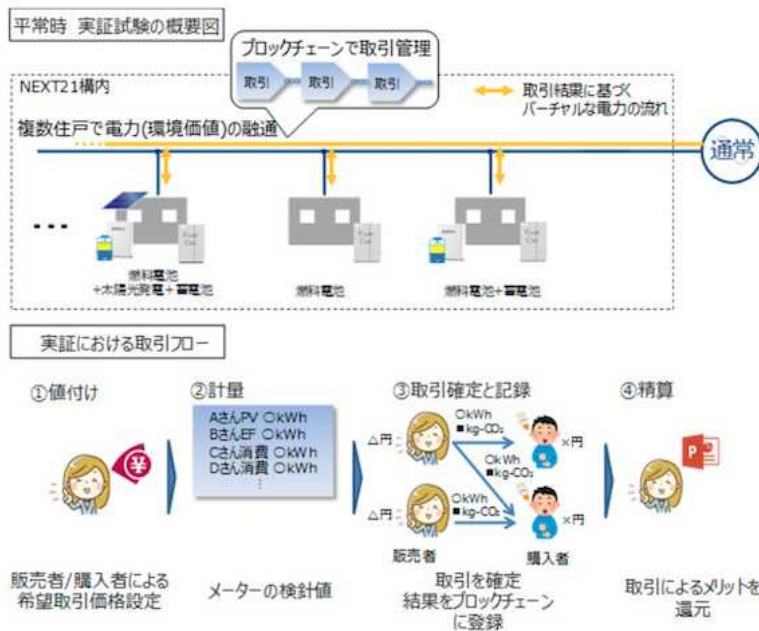 平常時 実証試験の概要図
ブロックチェーンで取引管理
取引
取引
取引
NEXT21構内
取引結果に基づく
バーチャルな電力の流れ
複数住戸で電力(環境価値)の融通
通常
燃料電池
+太陽光発電+蓄電池
燃料電池
燃料電池+蓄電池
実証における取引フロー
①値付け
②計量
③取引確定と記録
④精算
AさんPV 〇kWh
BさんEF 〇kWh
Cさん消費 〇kWh
Dさん消費 〇kWh
⋮
△円
〇kWh
■kg-CO₂
×円
〇kWh
■kg-CO₂
△円
〇kWh
■kg-CO₂
×円
販売者
購入者
P
販売者/購入者による
希望取引価格設定
メーターの検針値
取引を確定
結果をブロックチェーン
に登録
取引によるメリットを
還元